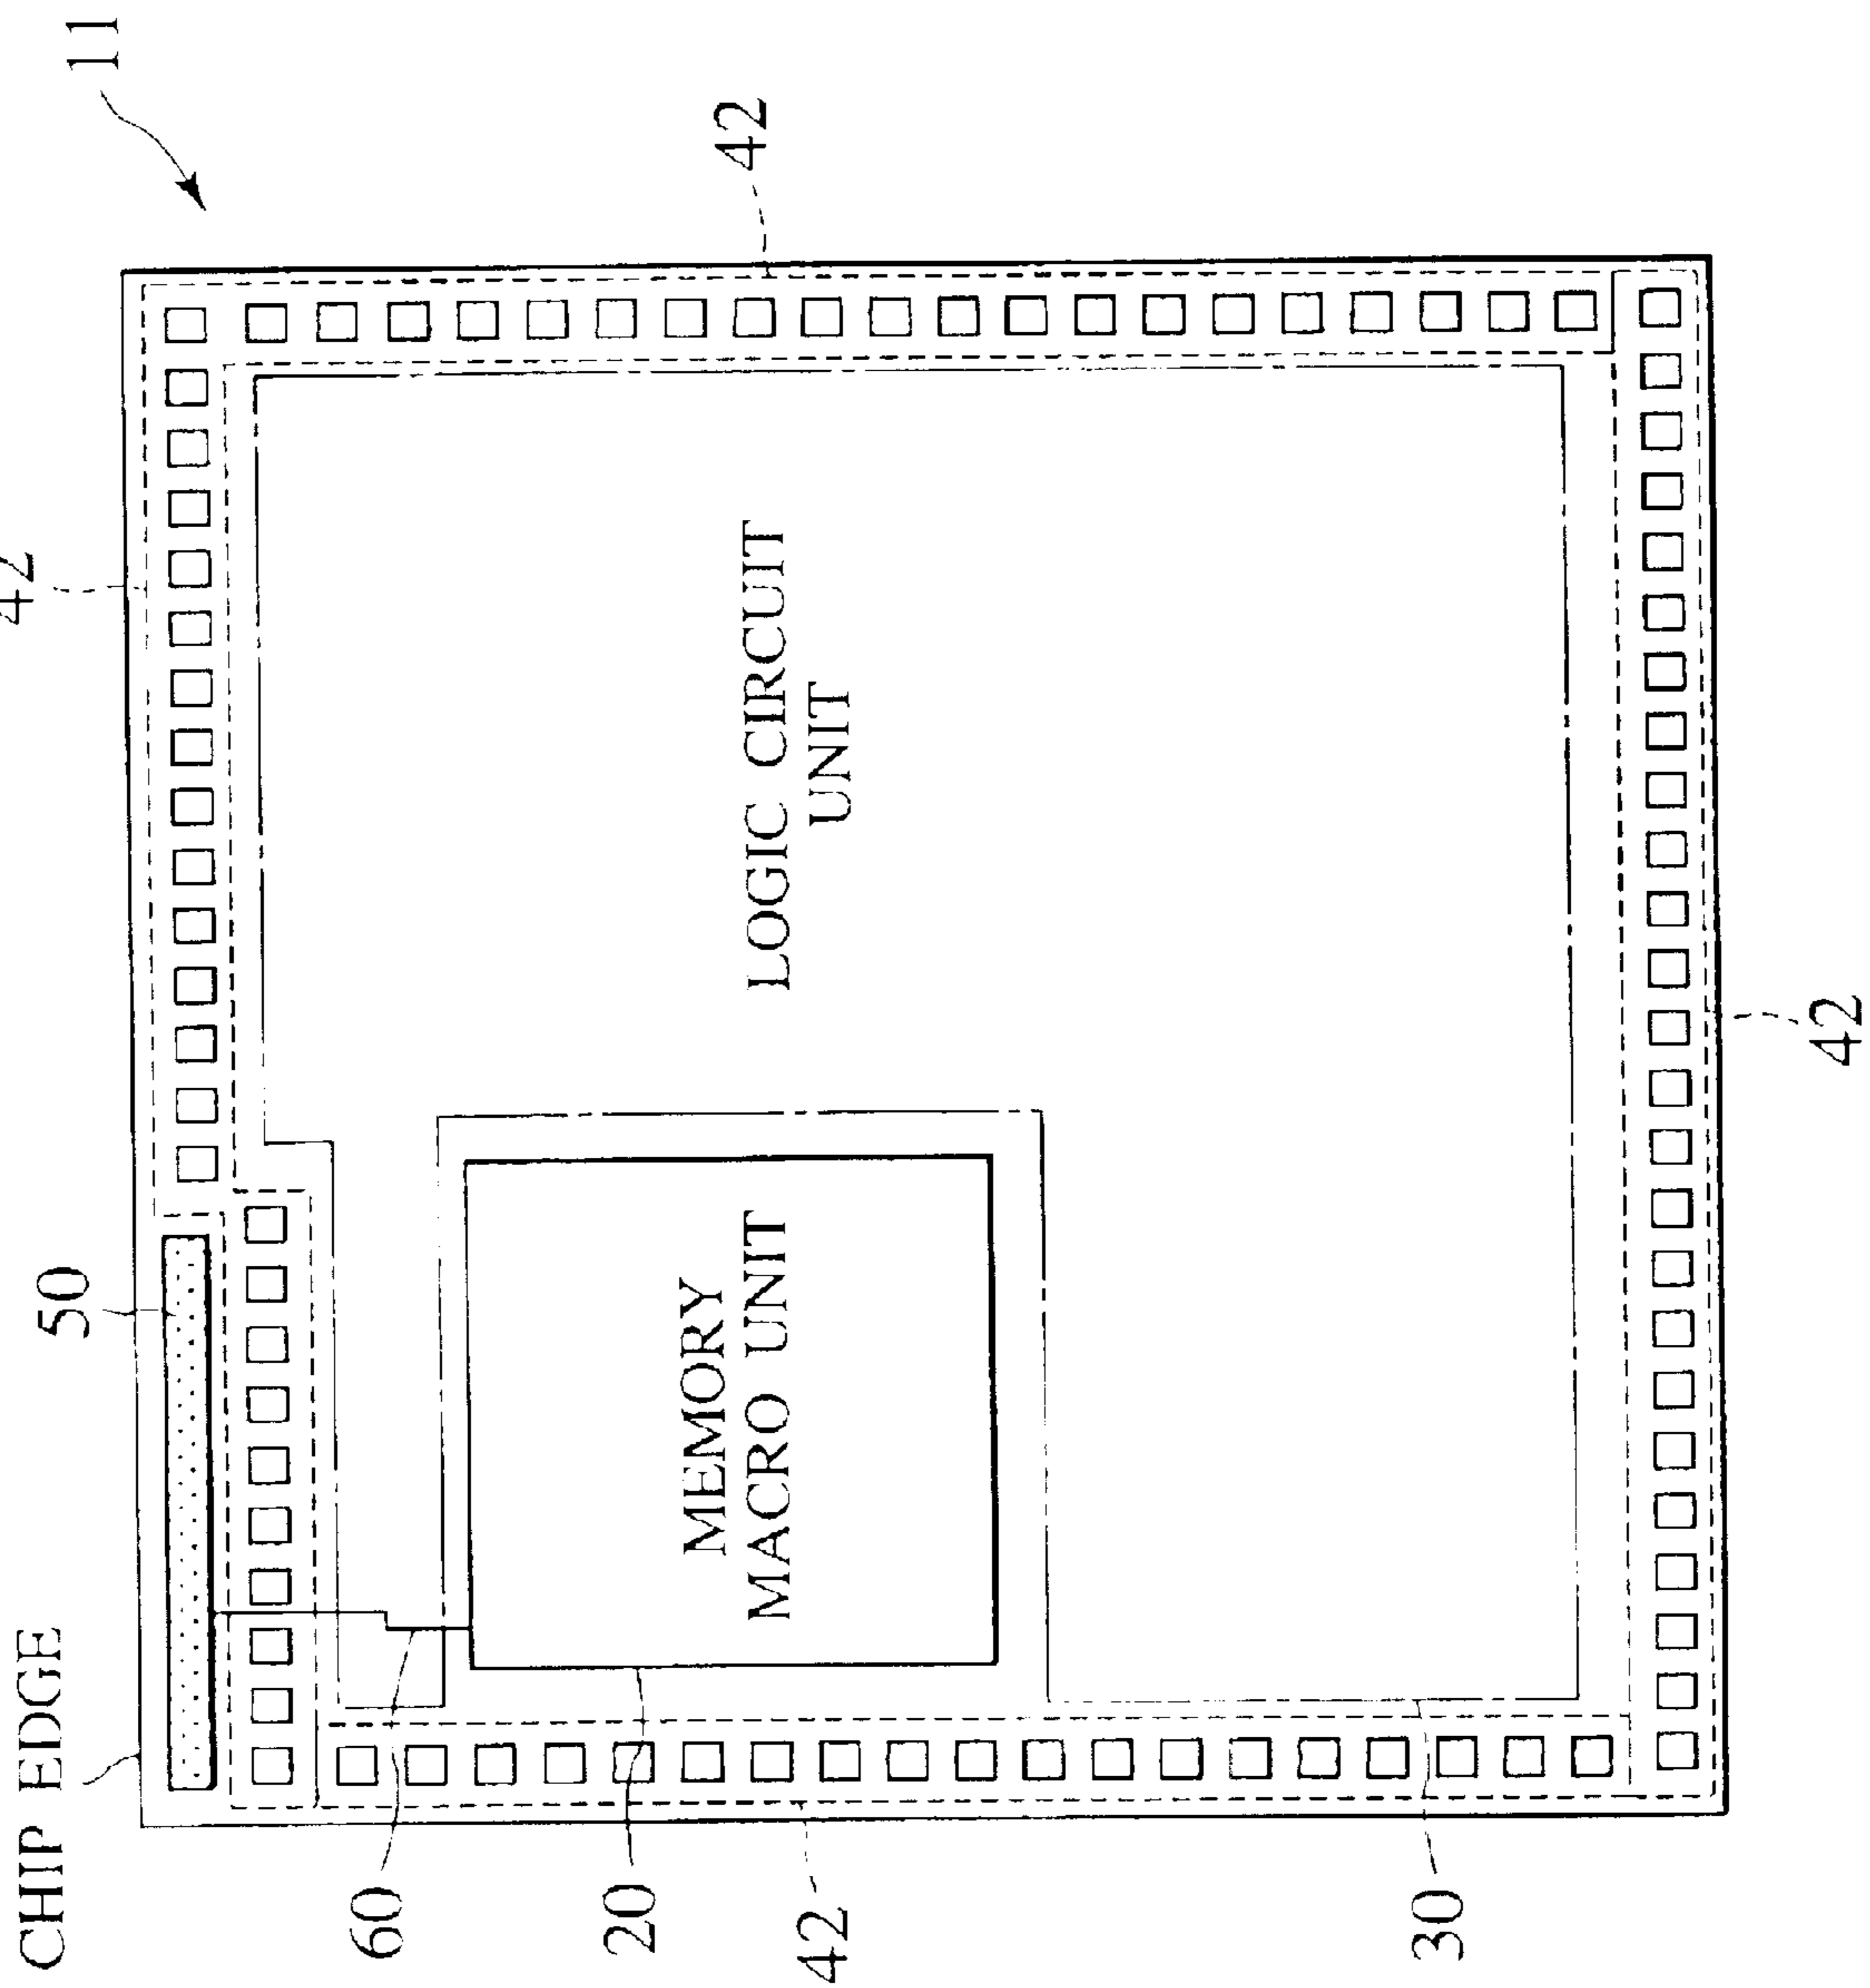 CHIP EDGE
50
42
11
60
20
MEMORY
MACRO UNIT
LOGIC CIRCUIT
UNIT
42
42
30
42